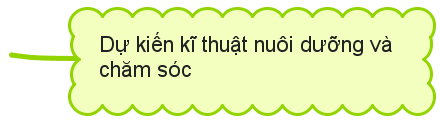 Dự kiến kĩ thuật nuôi dưỡng và
chăm sóc